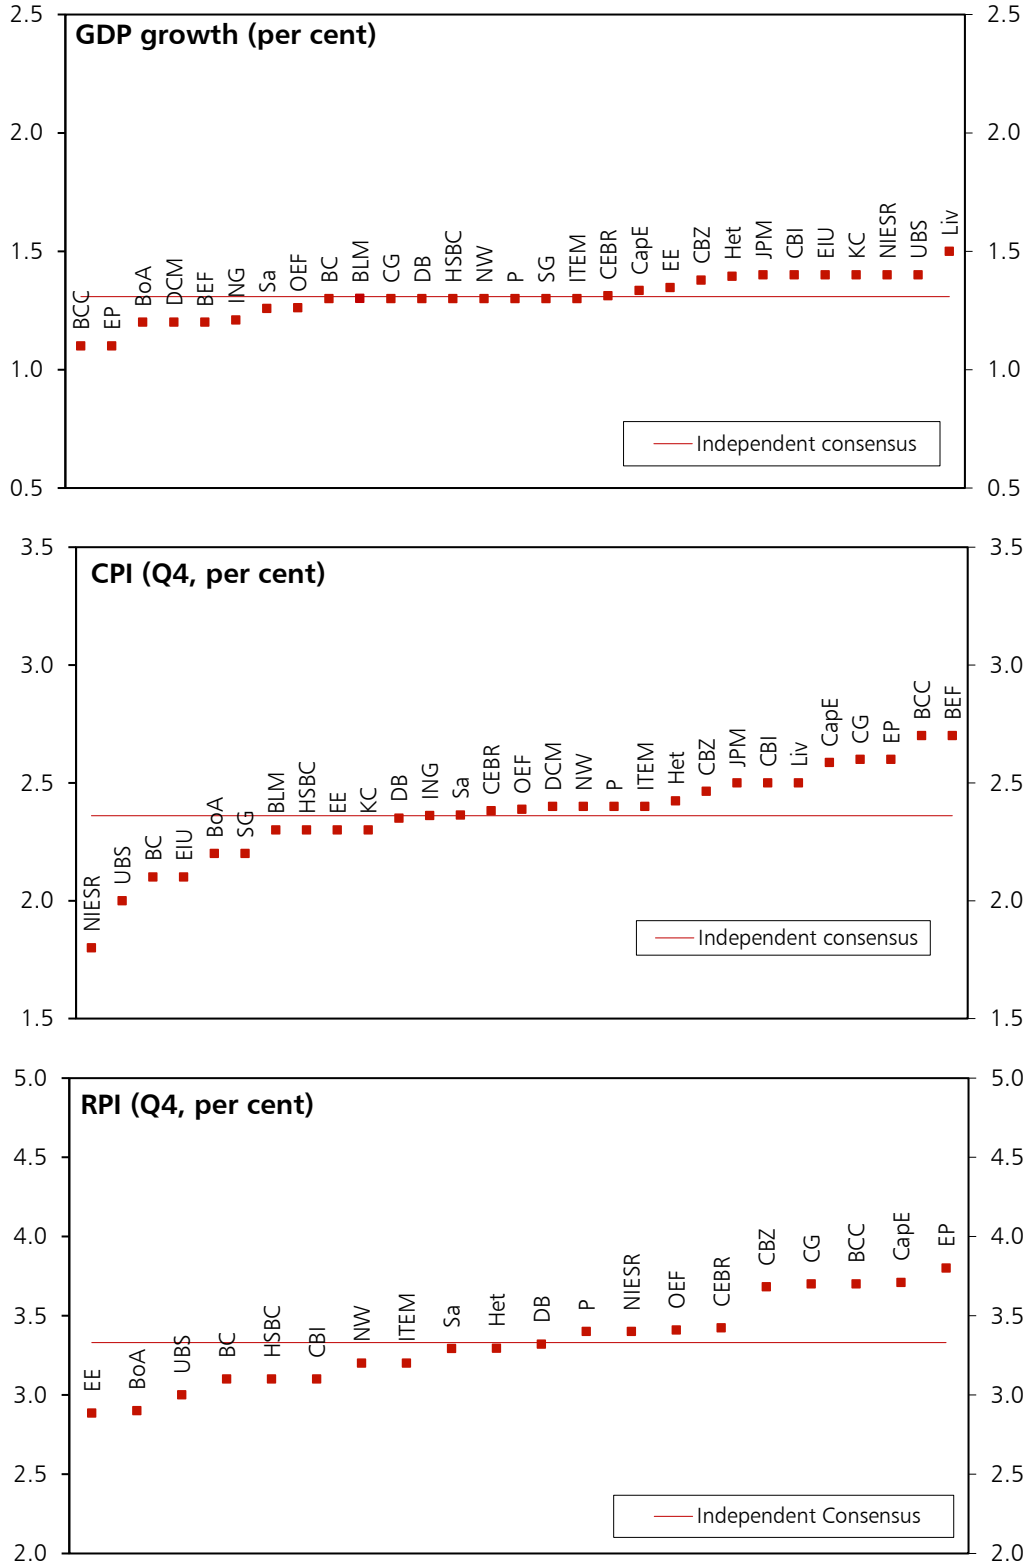 GDP growth (per cent)
2.5 2.5
2.0 2.0
1.5 1.5
1.0 1.0
0.5 0.5
BCC EP BoA DCM BEF ING Sa OEF BC BLM CG DB HSBC NW P SG ITEM CEBR CapE EE CBZ Het JPM CBI EIU KC NIESR UBS Liv
Independent consensus
CPI (Q4, per cent)
3.5 3.5
3.0 3.0
2.5 2.5
2.0 2.0
1.5 1.5
NIESR UBS BC EIU BoA SG BLM HSBC EE KC DB ING Sa CEBR OEF DCM NW P ITEM Het CBZ JPM CBI Liv CapE CG EP BCC BEF
Independent consensus
RPI (Q4, per cent)
5.0 5.0
4.5 4.5
4.0 4.0
3.5 3.5
3.0 3.0
2.5 2.5
2.0 2.0
EE BoA UBS BC HSBC CBI NW ITEM Sa Het DB P NIESR OEF CEBR CBZ CG BCC CapE EP
Independent Consensus